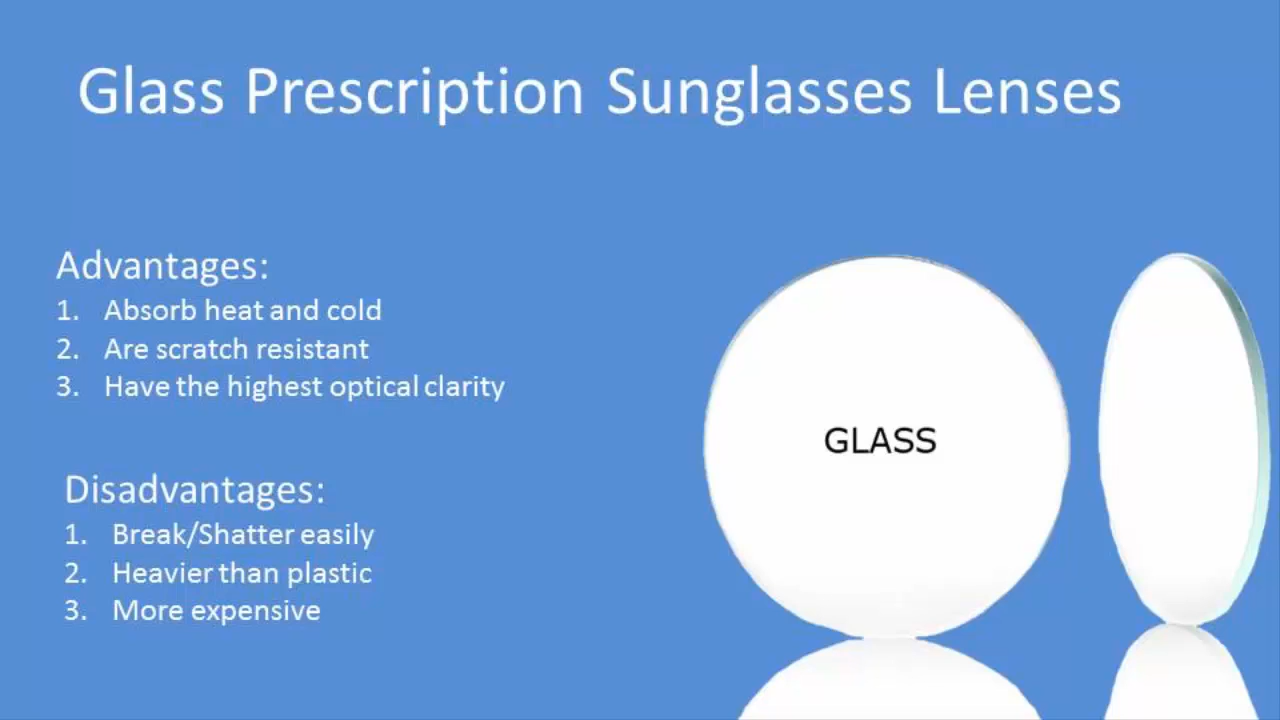 Glass Prescription Sunglasses Lenses
Advantages:
1. Absorb heat and cold
2. Are scratch resistant
3. Have the highest optical clarity
GLASS
Disadvantages:
1. Break/Shatter easily
2. Heavier than plastic
3. More expensive